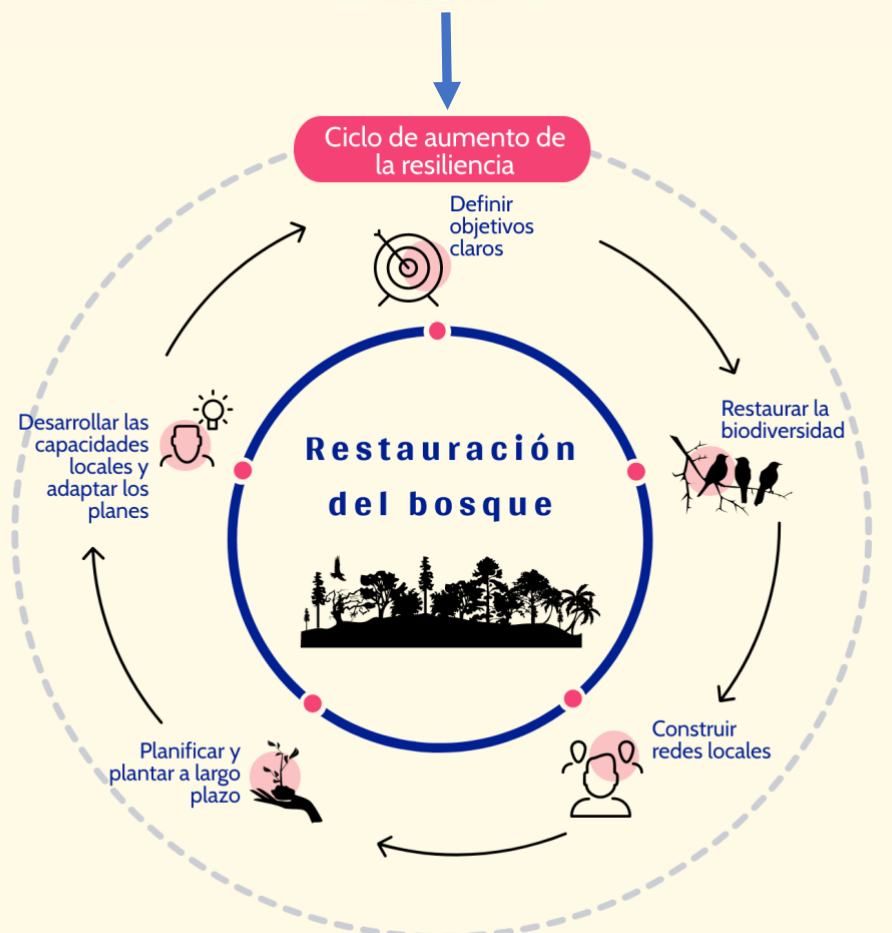 Ciclo de aumento de
la resiliencia
Definir
objetivos
claros
Restaurar la
biodiversidad
Construir
redes locales
Planificar y
plantar a largo
plazo
Desarrollar las
capacidades
locales y
adaptar los
planes
Restauración
del bosque